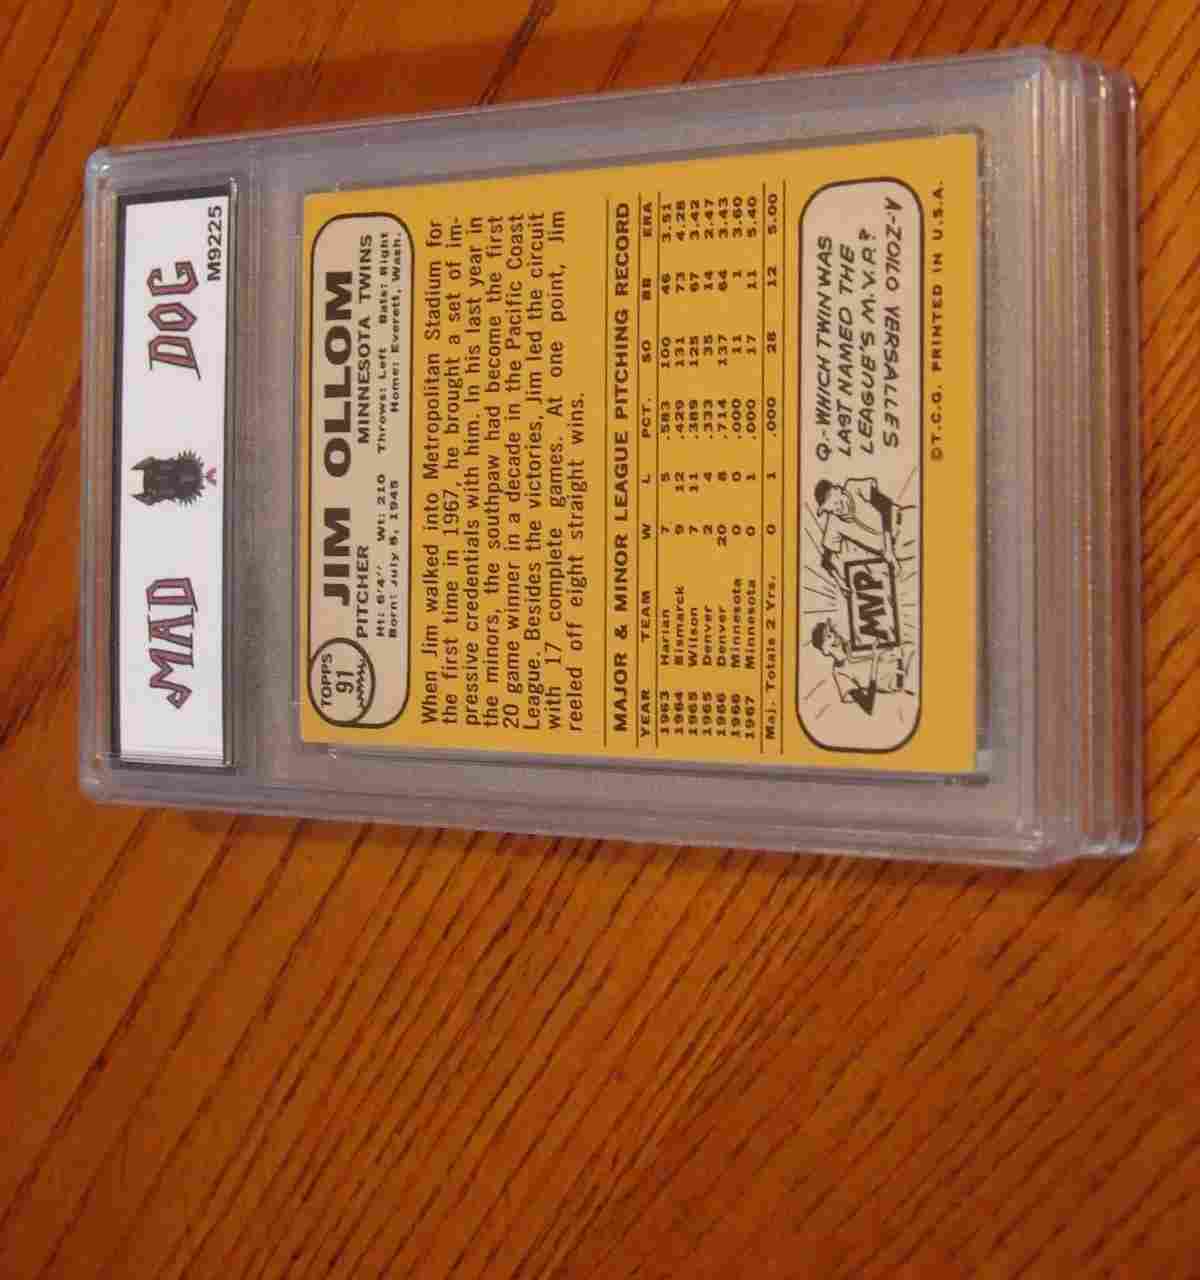 MAD DOG
M9225
TOPPS
91
JIM OLLOM
PITCHER MINNESOTA TWINS
Ht: 6'4" Wt: 210 Throws: Left Bats: Right
Born: July 8, 1945 Home: Everett, Wash.
When Jim walked into Metropolitan Stadium for
the first time in 1967, he brought a set of im-
pressive credentials with him. In his last year in
the minors, the southpaw had become the first
20 game winner in a decade in the Pacific Coast
League. Besides the victories, Jim led the circuit
with 17 complete games. At one point, Jim
reeled off eight straight wins.
MAJOR & MINOR LEAGUE PITCHING RECORD
YEAR TEAM W L PCT. SO BB ERA
1963 Harlan 7 5 .583 100 46 3.51
1964 Bismarck 9 12 .429 131 73 4.28
1965 Wilson 7 11 .389 125 67 3.42
1965 Denver 2 4 .333 35 14 2.47
1966 Denver 20 8 .714 137 64 3.43
1966 Minnesota 0 0 .000 11 1 3.60
1967 Minnesota 0 1 .000 17 11 5.40
Maj. Totals 2 Yrs. 0 1 .000 28 12 5.00
MVP
Q-WHICH TWIN WAS
LAST NAMED THE
LEAGUE'S M.V.P.?
A-ZOILO VERSALLES
©T.C.G. PRINTED IN U.S.A.